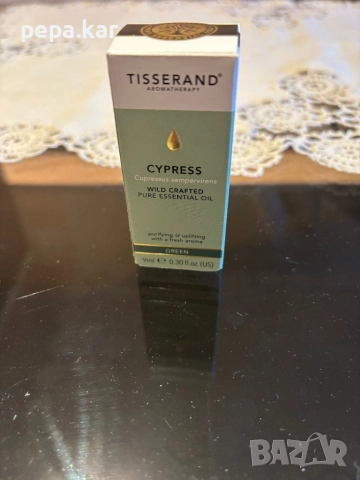 pepa.kar
TISSERAND®
AROMATHERAPY
CYPRESS
Cupressus sempervirens
WILD CRAFTED
PURE ESSENTIAL OIL
purifying & uplifting
with a fresh aroma
GREEN
9ml ℮ 0.30 fl.oz. (US)
BAZAR